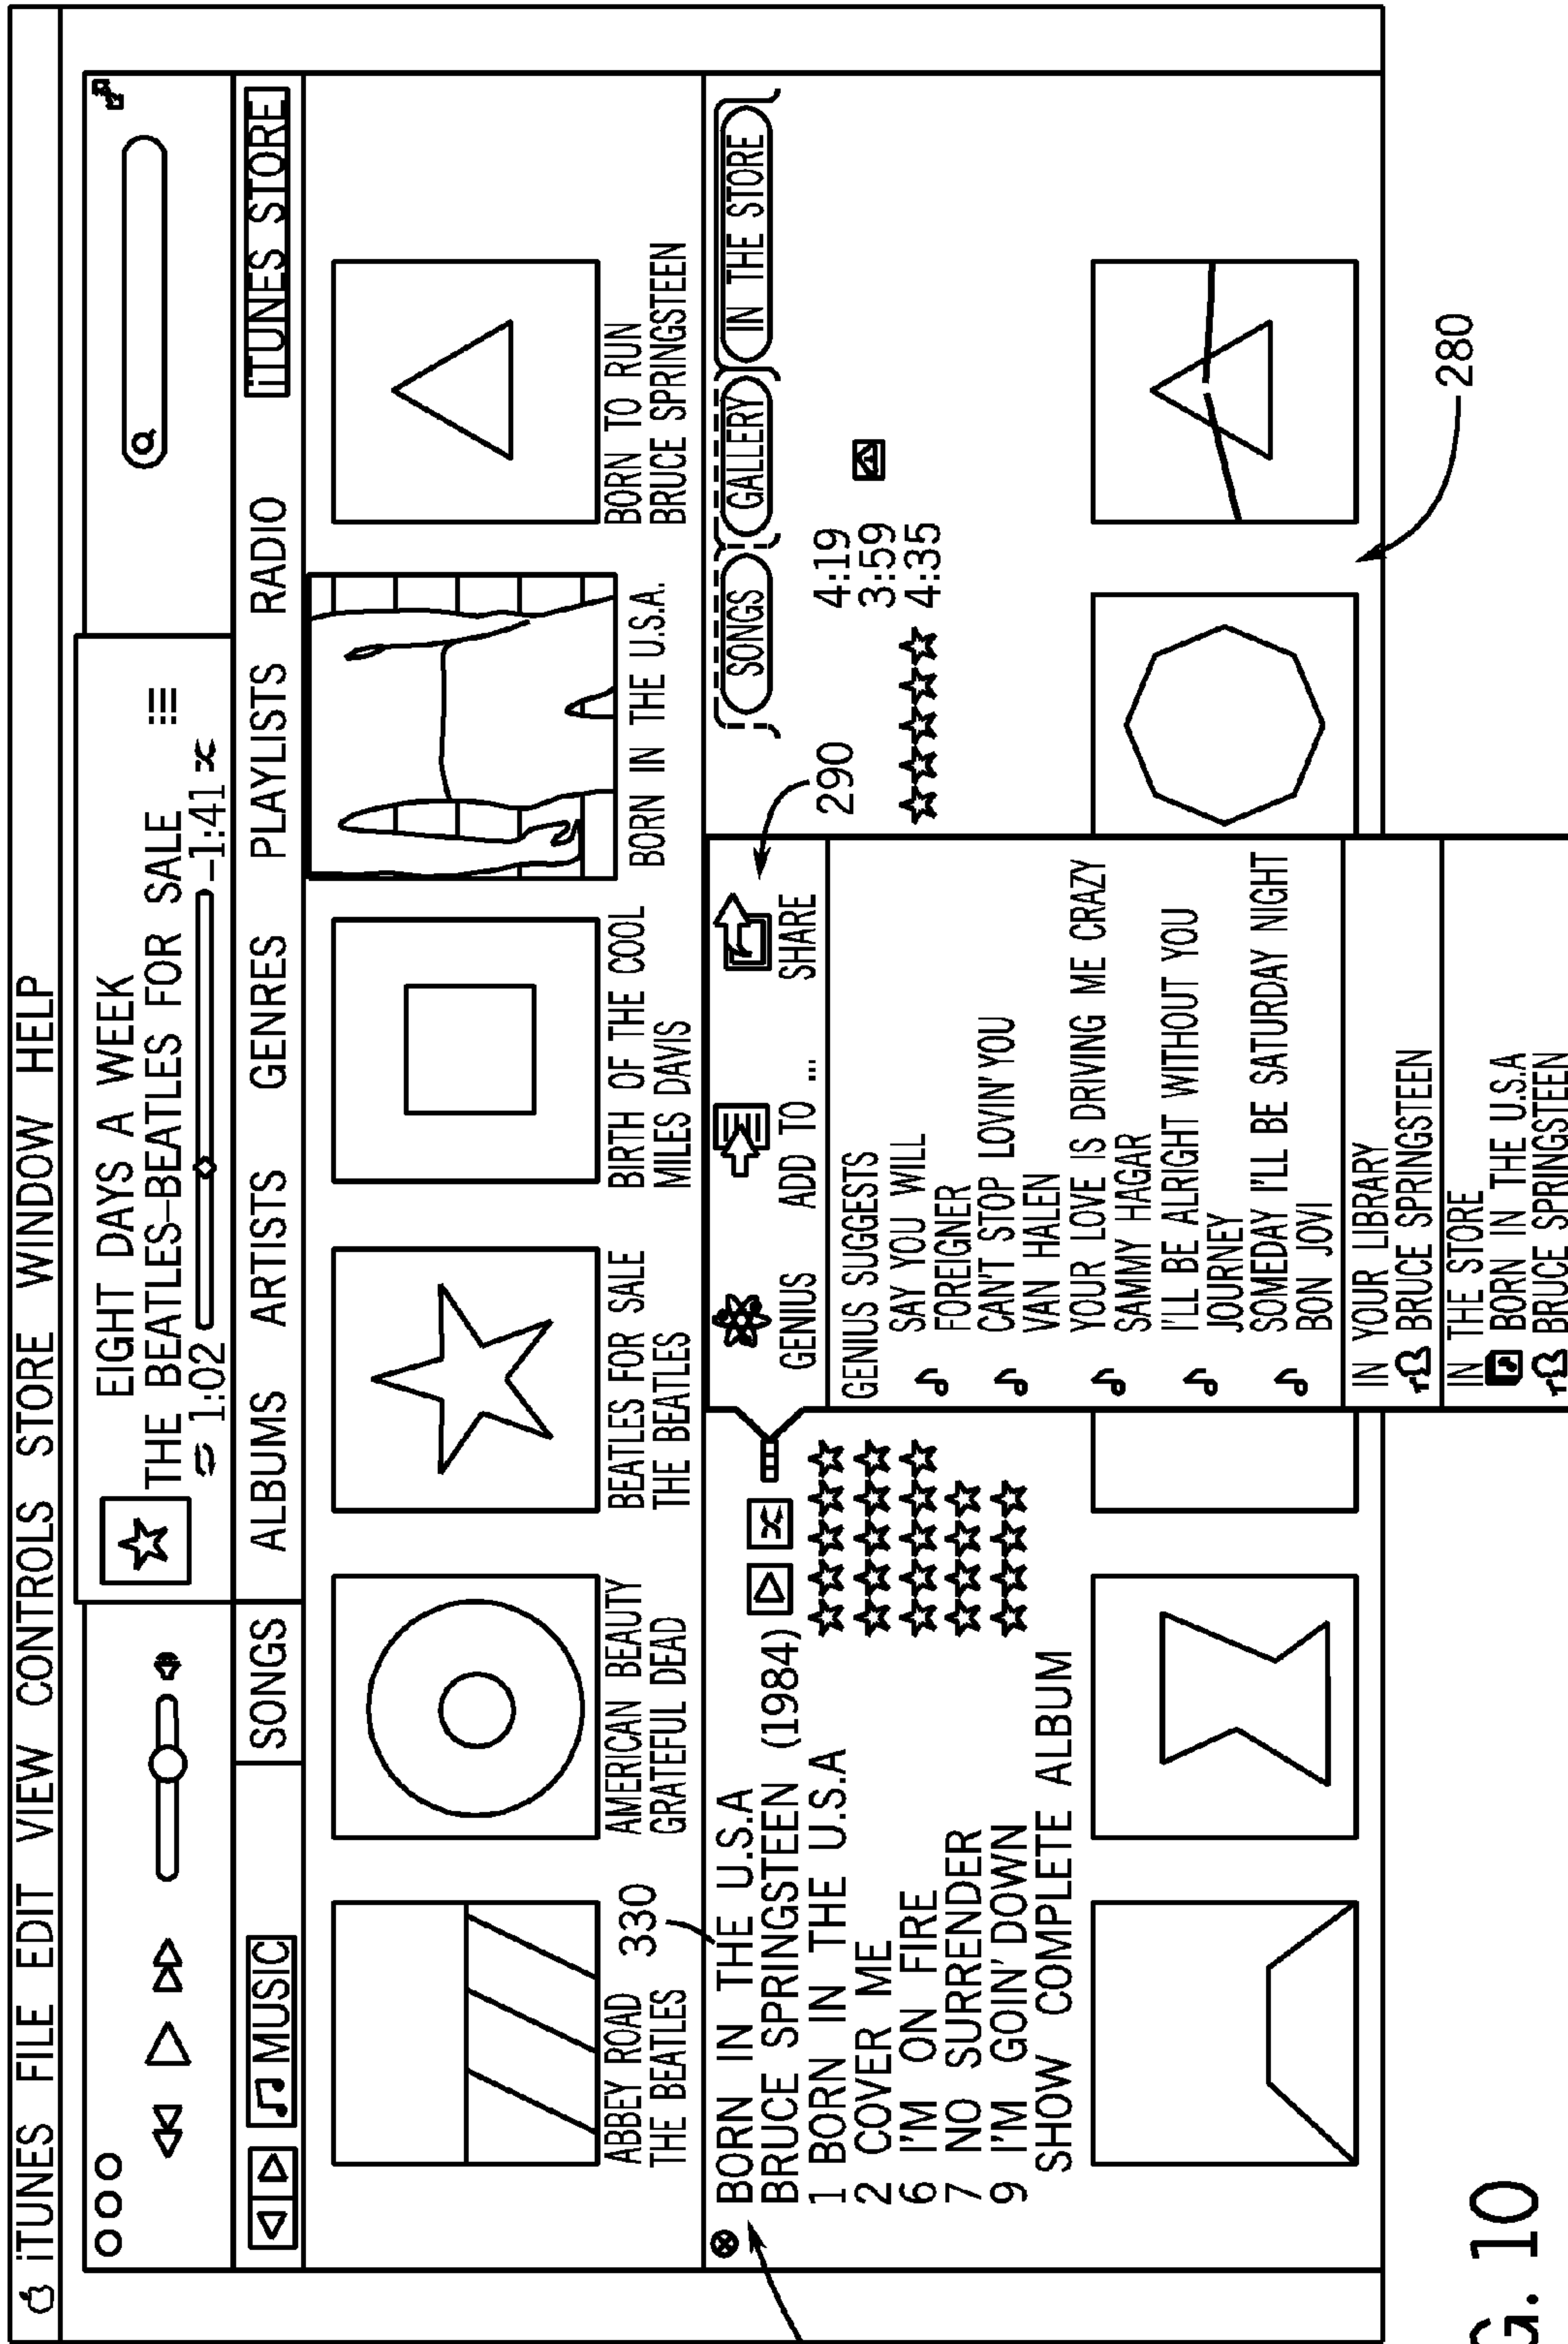 iTUNES FILE EDIT VIEW CONTROLS STORE WINDOW HELP
EIGHT DAYS A WEEK
THE BEATLES–BEATLES FOR SALE
1:02 –1:41
MUSIC SONGS ALBUMS ARTISTS GENRES PLAYLISTS RADIO iTUNES STORE
ABBEY ROAD
THE BEATLES
AMERICAN BEAUTY
GRATEFUL DEAD
BEATLES FOR SALE
THE BEATLES
BIRTH OF THE COOL
MILES DAVIS
BORN IN THE U.S.A.
BORN TO RUN
BRUCE SPRINGSTEEN
330
BORN IN THE U.S.A
BRUCE SPRINGSTEEN (1984)
1 BORN IN THE U.S.A
2 COVER ME
6 I'M ON FIRE
7 NO SURRENDER
9 I'M GOIN' DOWN
SHOW COMPLETE ALBUM
GENIUS ADD TO ... SHARE
GENIUS SUGGESTS
SAY YOU WILL
FOREIGNER
CAN'T STOP LOVIN' YOU
VAN HALEN
YOUR LOVE IS DRIVING ME CRAZY
SAMMY HAGAR
I'LL BE ALRIGHT WITHOUT YOU
JOURNEY
SOMEDAY I'LL BE SATURDAY NIGHT
BON JOVI
IN YOUR LIBRARY
BRUCE SPRINGSTEEN
IN THE STORE
BORN IN THE U.S.A
BRUCE SPRINGSTEEN
290
SONGS GALLERY IN THE STORE
4:19
3:59
4:35
280
G. 10